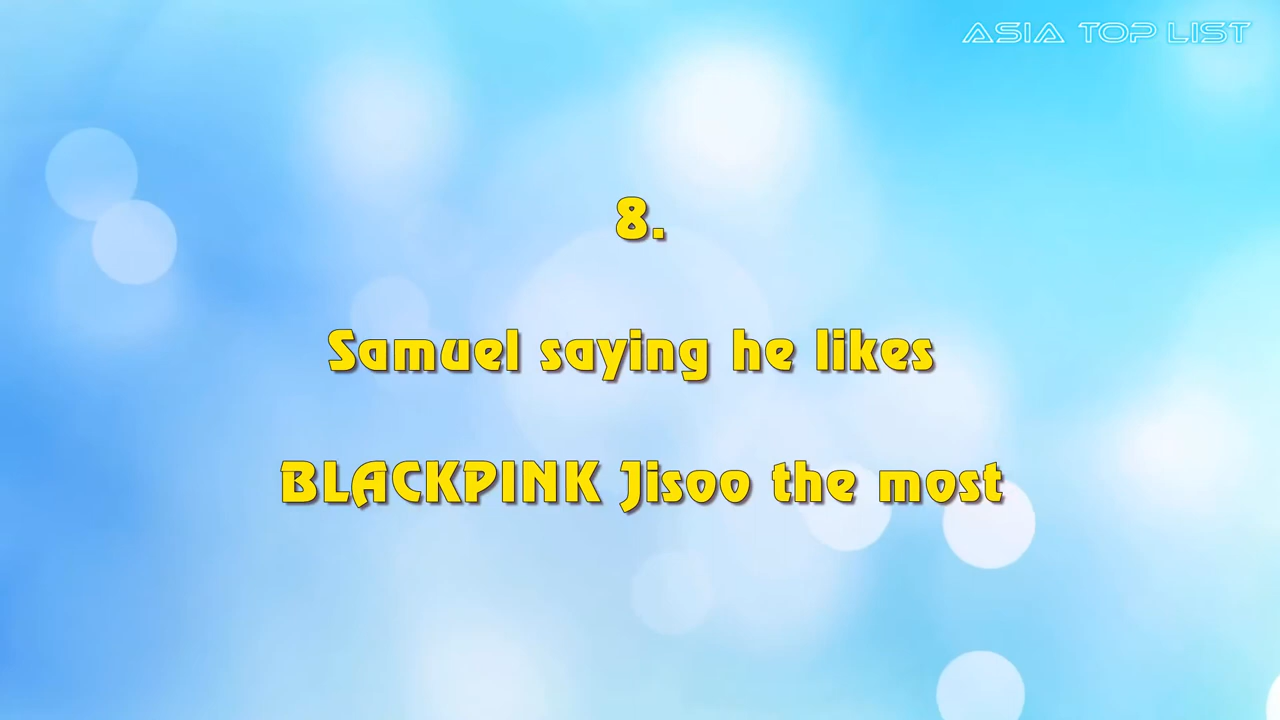 ASIA TOP LIST
8.
Samuel saying he likes
BLACKPINK Jisoo the most